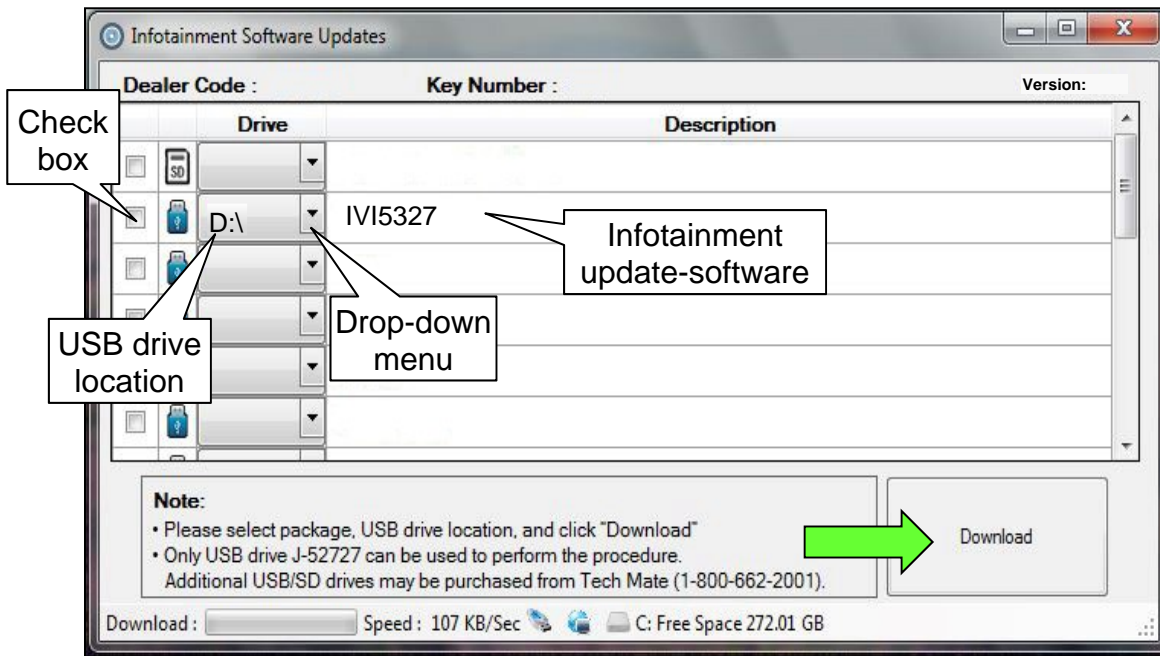 Infotainment Software Updates
Dealer Code :
Key Number :
Version:
Check
box
Drive
Description
SD
D:\
IVI5327
Infotainment
update-software
USB drive
location
Drop-down
menu
Note:
• Please select package, USB drive location, and click "Download"
• Only USB drive J-52727 can be used to perform the procedure.
Additional USB/SD drives may be purchased from Tech Mate (1-800-662-2001).
Download
Download :
Speed : 107 KB/Sec
C: Free Space 272.01 GB